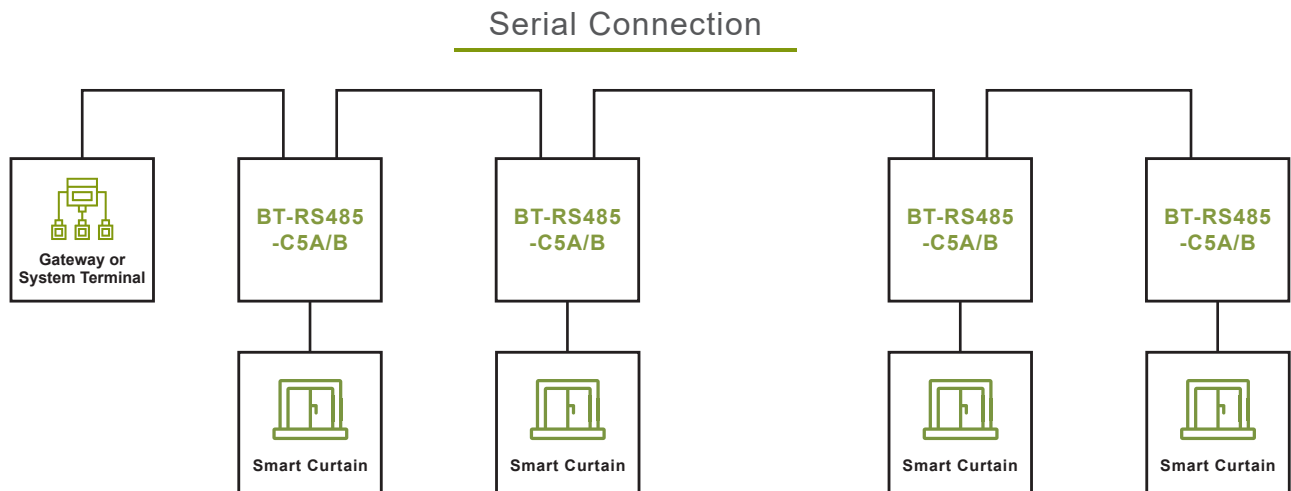 Serial Connection
Gateway or
System Terminal
BT-RS485
-C5A/B
BT-RS485
-C5A/B
BT-RS485
-C5A/B
BT-RS485
-C5A/B
Smart Curtain
Smart Curtain
Smart Curtain
Smart Curtain